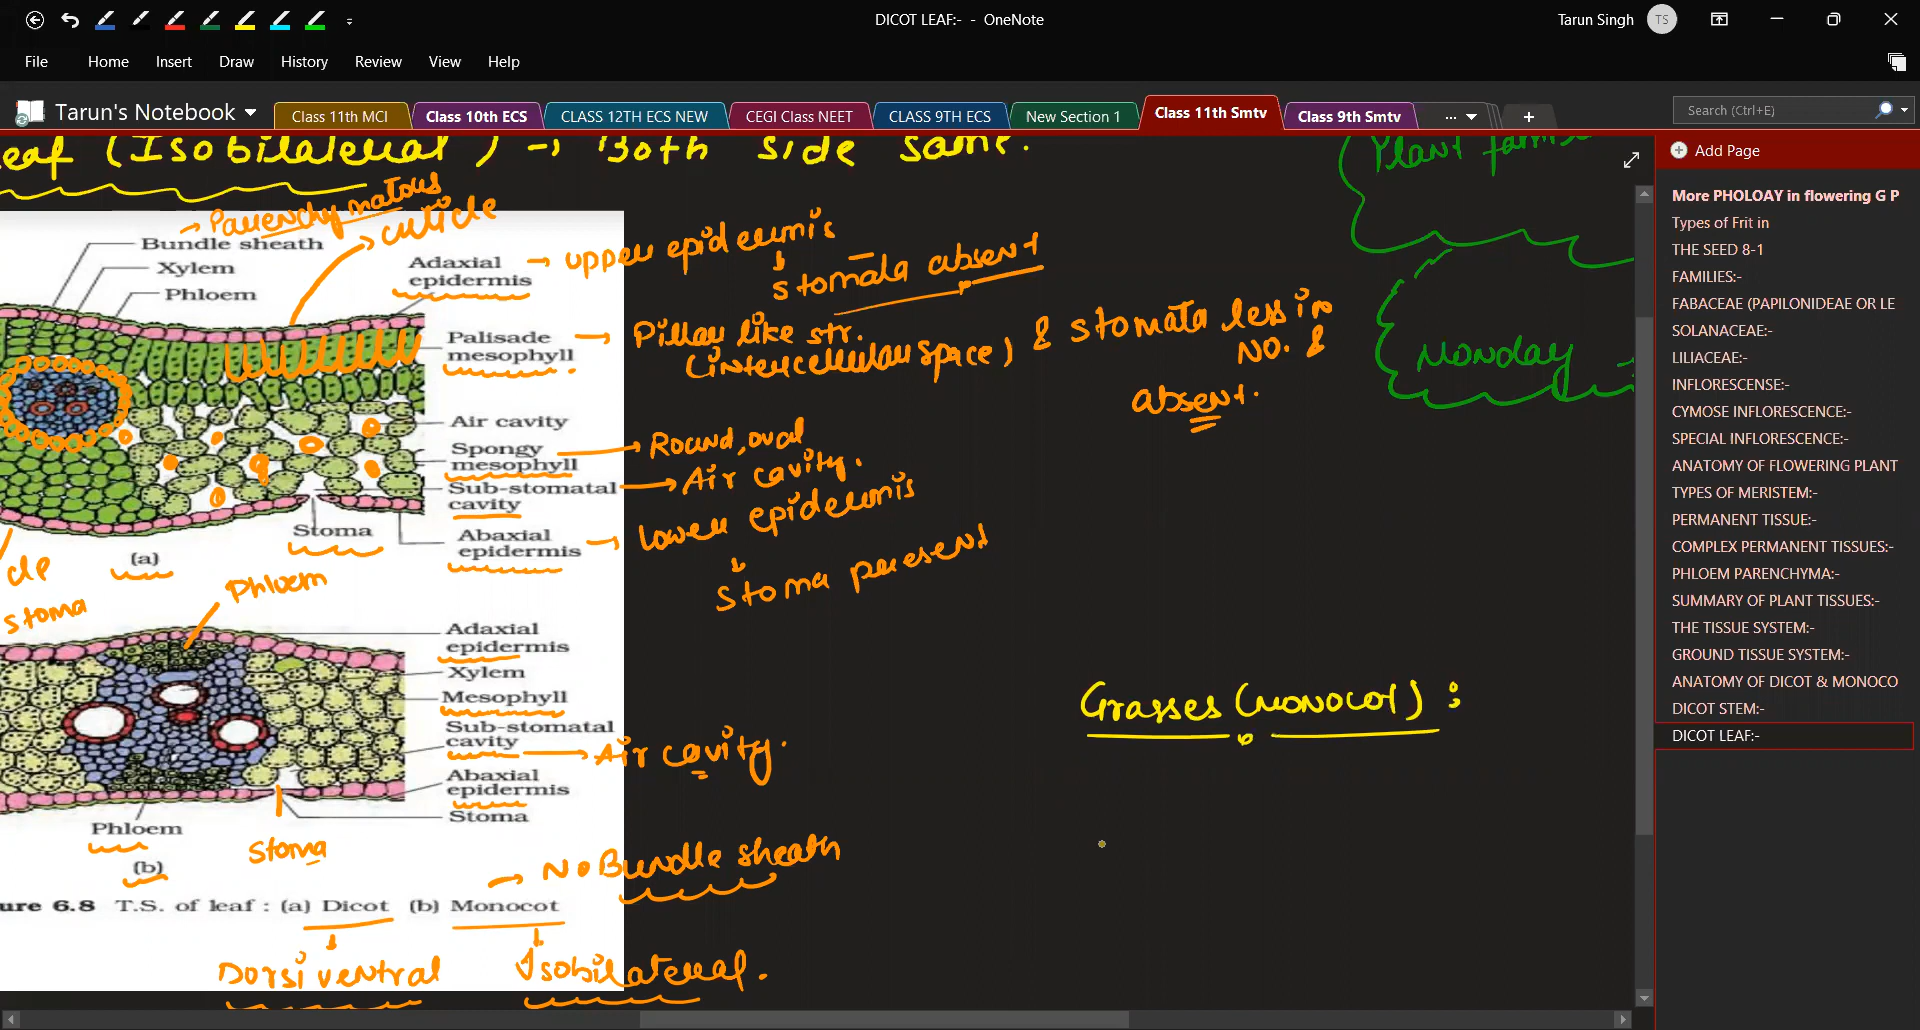 DICOT LEAF:- - OneNote
Tarun Singh
TS
File Home Insert Draw History Review View Help
Tarun's Notebook
Class 11th MCI
Class 10th ECS
CLASS 12TH ECS NEW
CEGI Class NEET
CLASS 9TH ECS
New Section 1
Class 11th Smtv
Class 9th Smtv
...
+
Search (Ctrl+E)
eaf (Isobilateral) → Both side same.
Plant
Monday
→ Parenchymatous
→ cuticle
Bundle sheath
Xylem
Phloem
Adaxial
epidermis
→ upper epidermis
stomata absent
Palisade
mesophyll
→ Pillar like str.
(intercellular space)
& stomata less in
NO. &
absent.
Air cavity
Spongy
mesophyll
→ Round, oval
Sub-stomatal
cavity
→ Air cavity.
Stoma
Abaxial
epidermis
→ lower epidermis
stoma present
(a)
cle
stoma
Phloem
Adaxial
epidermis
Xylem
Mesophyll
Sub-stomatal
cavity
→ Air cavity.
Abaxial
epidermis
Stoma
Phloem
stoma
(b)
→ No Bundle sheath
ure 6.8 T.S. of leaf : (a) Dicot (b) Monocot
Dorsiventral
Isobilateral.
Grasses (monocot) :
Add Page
More PHOLOAY in flowering G P
Types of Frit in
THE SEED 8-1
FAMILIES:-
FABACEAE (PAPILONIDEAE OR LE
SOLANACEAE:-
LILIACEAE:-
INFLORESCENSE:-
CYMOSE INFLORESCENCE:-
SPECIAL INFLORESCENCE:-
ANATOMY OF FLOWERING PLANT
TYPES OF MERISTEM:-
PERMANENT TISSUE:-
COMPLEX PERMANENT TISSUES:-
PHLOEM PARENCHYMA:-
SUMMARY OF PLANT TISSUES:-
THE TISSUE SYSTEM:-
GROUND TISSUE SYSTEM:-
ANATOMY OF DICOT & MONOCO
DICOT STEM:-
DICOT LEAF:-